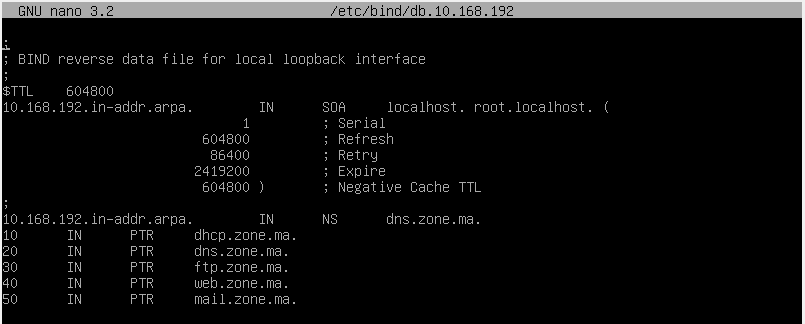 GNU nano 3.2 /etc/bind/db.10.168.192
;
; BIND reverse data file for local loopback interface
;
$TTL 604800
10.168.192.in-addr.arpa. IN SOA localhost. root.localhost. (
1 ; Serial
604800 ; Refresh
86400 ; Retry
2419200 ; Expire
604800 ) ; Negative Cache TTL
;
10.168.192.in-addr.arpa. IN NS dns.zone.ma.
10 IN PTR dhcp.zone.ma.
20 IN PTR dns.zone.ma.
30 IN PTR ftp.zone.ma.
40 IN PTR web.zone.ma.
50 IN PTR mail.zone.ma.